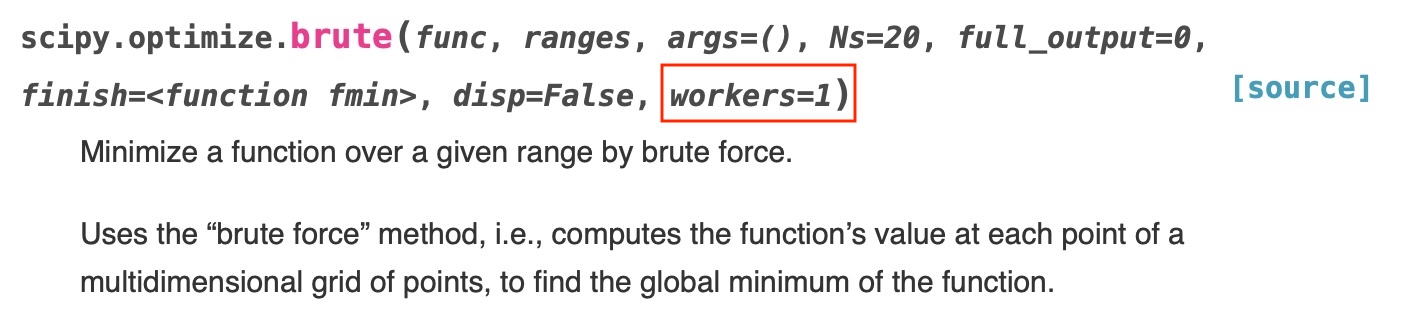 scipy.optimize.brute(func, ranges, args=(), Ns=20, full_output=0,
finish=<function fmin>, disp=False, workers=1)
[source]
Minimize a function over a given range by brute force.
Uses the “brute force” method, i.e., computes the function’s value at each point of a
multidimensional grid of points, to find the global minimum of the function.